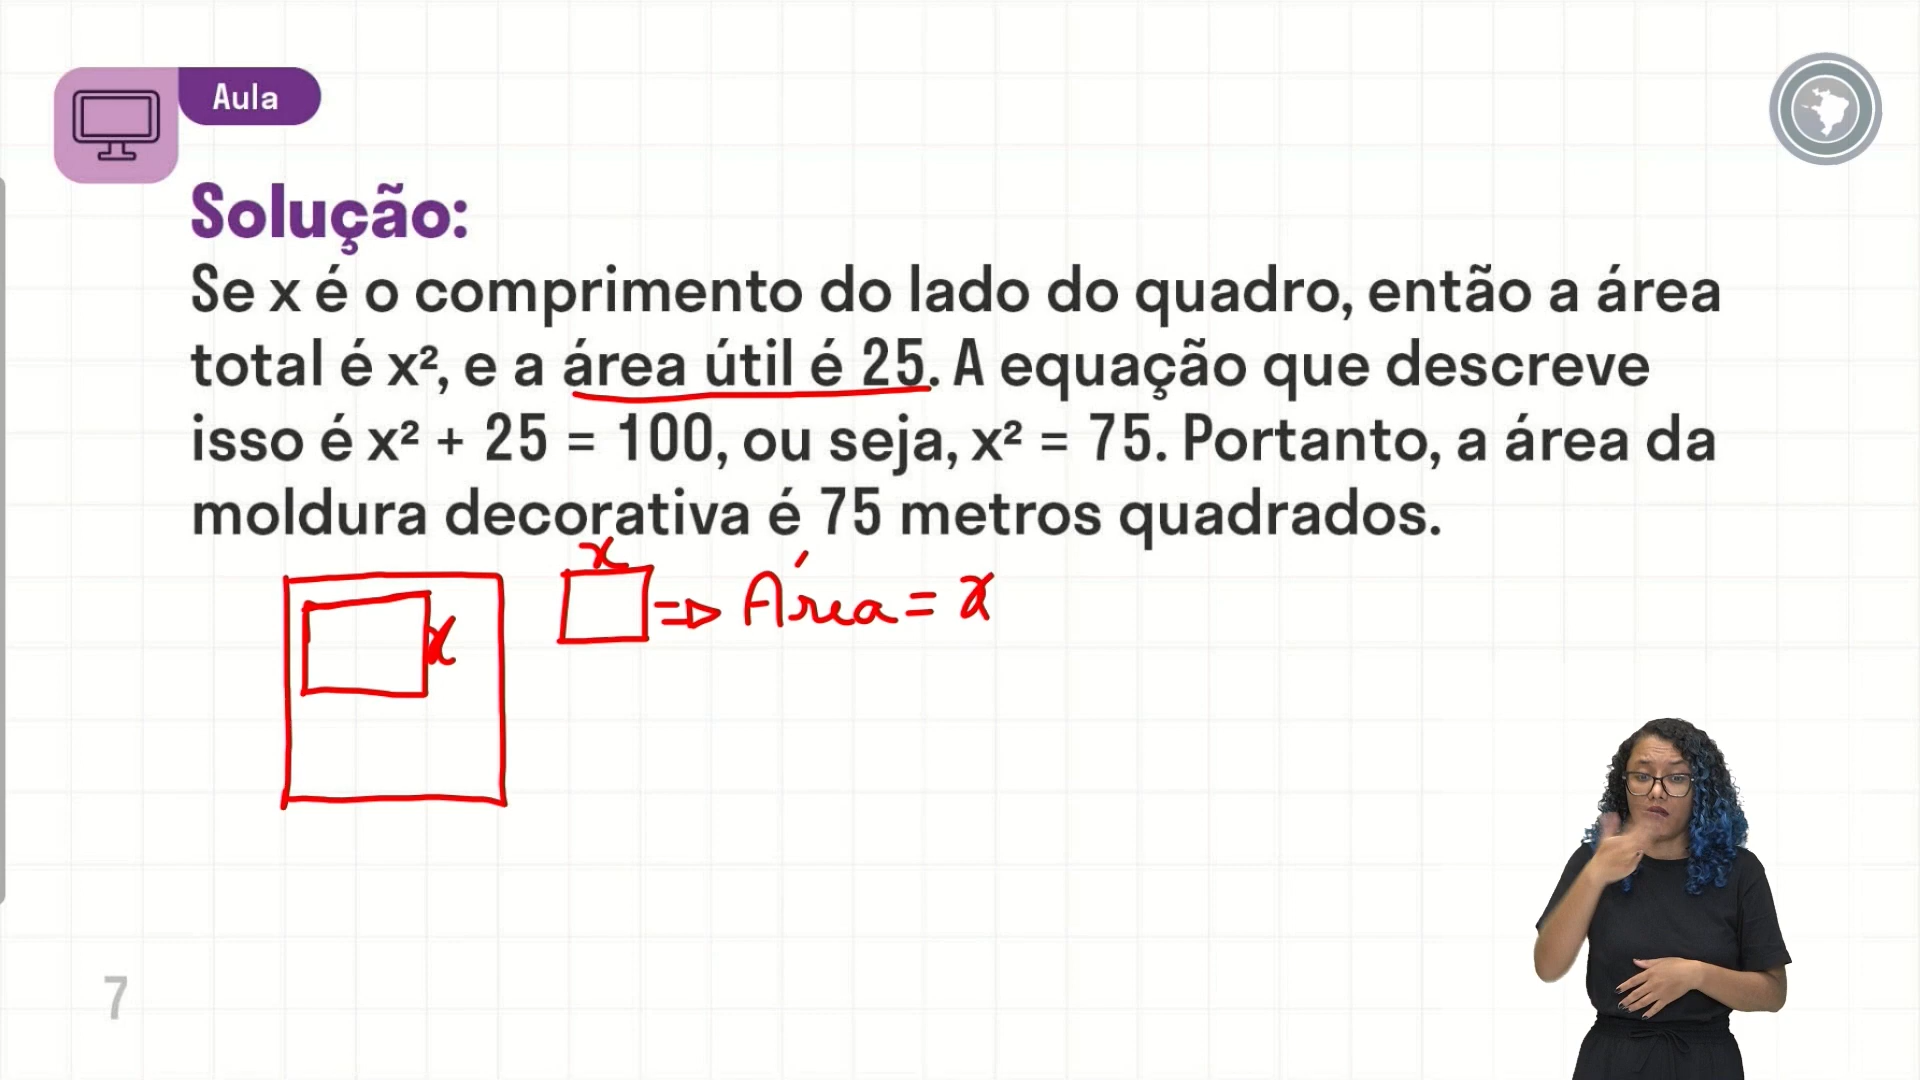 Aula
Solução:
Se x é o comprimento do lado do quadro, então a área
total é x², e a área útil é 25. A equação que descreve
isso é x² + 25 = 100, ou seja, x² = 75. Portanto, a área da
moldura decorativa é 75 metros quadrados.
x
Área = x
x
7